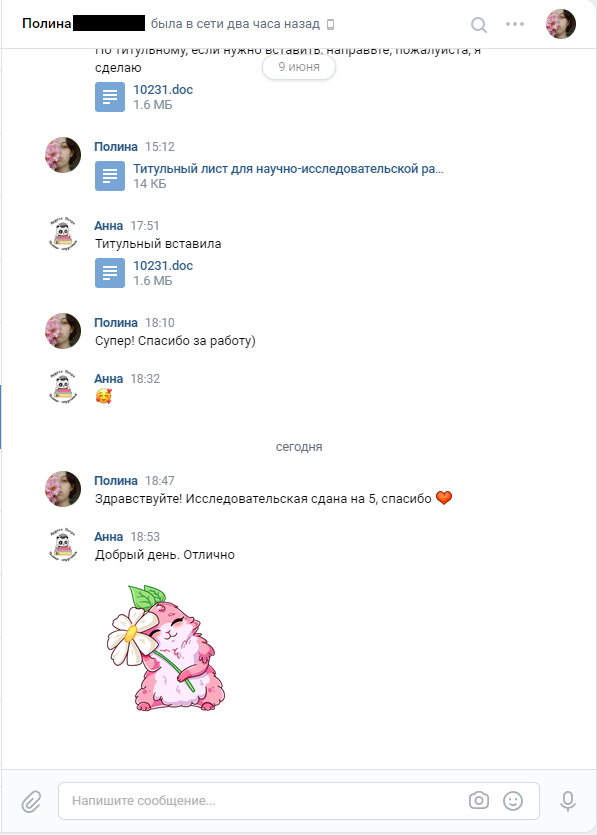 Полина была в сети два часа назад
По титульному, если нужно вставить. направьте, пожалуйста, я
сделаю
9 июня
10231.doc
1.6 МБ
Полина 15:12
Титульный лист для научно-исследовательской ра…
14 КБ
Анна 17:51
Титульный вставила
10231.doc
1.6 МБ
Полина 18:10
Супер! Спасибо за работу)
Анна 18:32
сегодня
Полина 18:47
Здравствуйте! Исследовательская сдана на 5, спасибо
Анна 18:53
Добрый день. Отлично
Напишите сообщение...